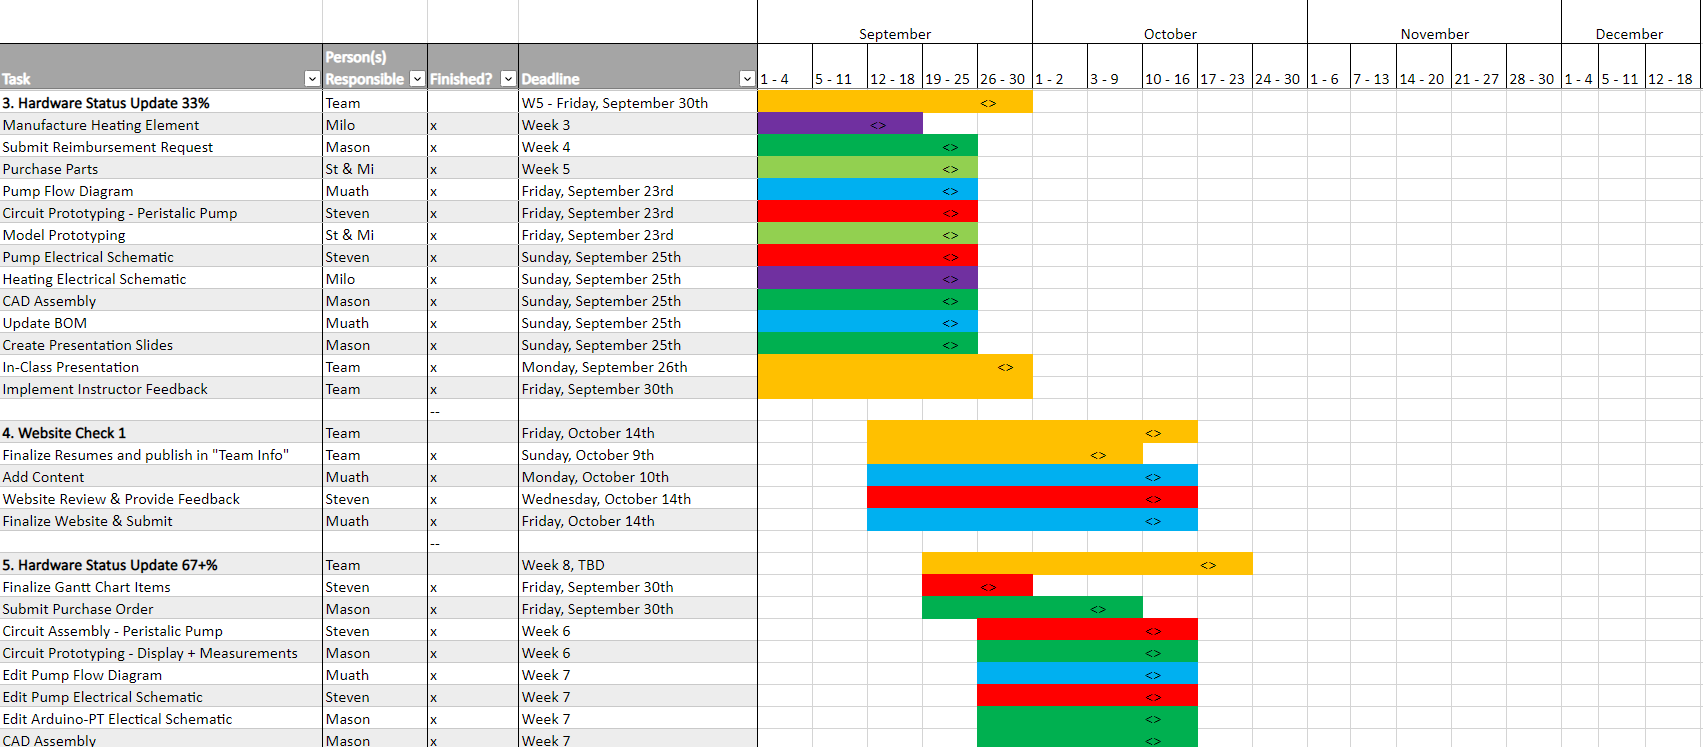 September October November December
Person(s)
Task Responsible Finished? Deadline 1 - 4 5 - 11 12 - 18 19 - 25 26 - 30 1 - 2 3 - 9 10 - 16 17 - 23 24 - 30 1 - 6 7 - 13 14 - 20 21 - 27 28 - 30 1 - 4 5 - 11 12 - 18
3. Hardware Status Update 33% Team W5 - Friday, September 30th <>
Manufacture Heating Element Milo x Week 3 <>
Submit Reimbursement Request Mason x Week 4 <>
Purchase Parts St & Mi x Week 5 <>
Pump Flow Diagram Muath x Friday, September 23rd <>
Circuit Prototyping - Peristalic Pump Steven x Friday, September 23rd <>
Model Prototyping St & Mi x Friday, September 23rd <>
Pump Electrical Schematic Steven x Sunday, September 25th <>
Heating Electrical Schematic Milo x Sunday, September 25th <>
CAD Assembly Mason x Sunday, September 25th <>
Update BOM Muath x Sunday, September 25th <>
Create Presentation Slides Mason x Sunday, September 25th <>
In-Class Presentation Team x Monday, September 26th <>
Implement Instructor Feedback Team x Friday, September 30th
--
4. Website Check 1 Team Friday, October 14th <>
Finalize Resumes and publish in "Team Info" Team x Sunday, October 9th <>
Add Content Muath x Monday, October 10th <>
Website Review & Provide Feedback Steven x Wednesday, October 14th <>
Finalize Website & Submit Muath x Friday, October 14th <>
--
5. Hardware Status Update 67+% Team Week 8, TBD <>
Finalize Gantt Chart Items Steven x Friday, September 30th <>
Submit Purchase Order Mason x Friday, September 30th <>
Circuit Assembly - Peristalic Pump Steven x Week 6 <>
Circuit Prototyping - Display + Measurements Mason x Week 6 <>
Edit Pump Flow Diagram Muath x Week 7 <>
Edit Pump Electrical Schematic Steven x Week 7 <>
Edit Arduino-PT Electical Schematic Mason x Week 7 <>
CAD Assembly Mason x Week 7 <>